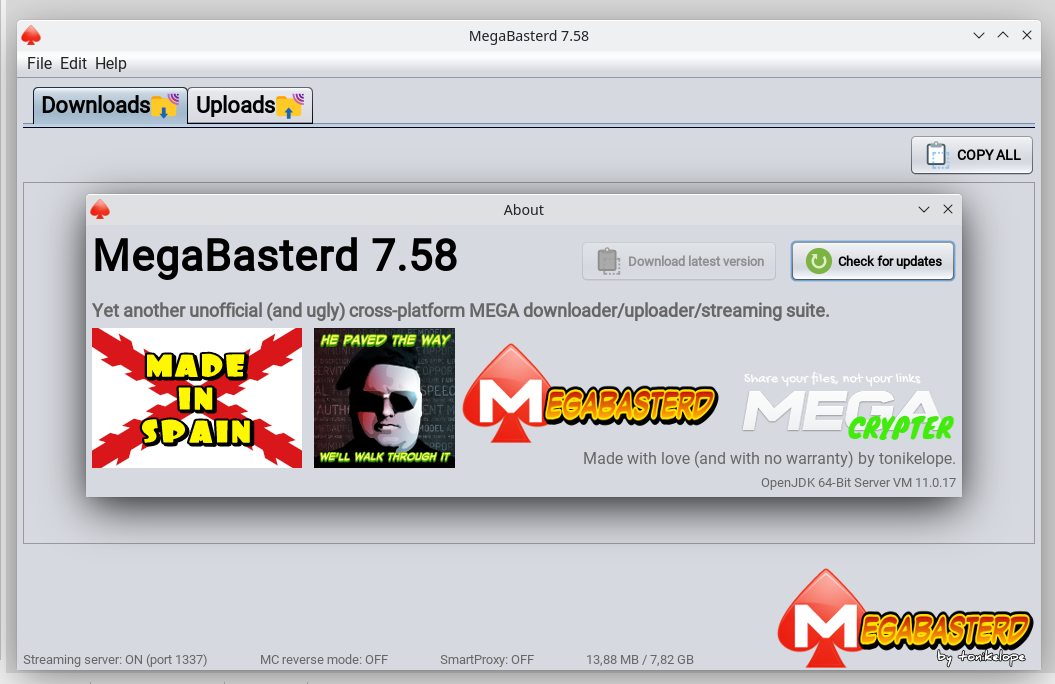 MegaBasterd 7.58
File Edit Help
Downloads Uploads
COPY ALL
About
MegaBasterd 7.58
Download latest version
Check for updates
Yet another unofficial (and ugly) cross-platform MEGA downloader/uploader/streaming suite.
MADE
IN
SPAIN
HE PAVED THE WAY
WE'LL WALK THROUGH IT
MEGABASTERD
Share your files, not your links
MEGA
CRYPTER
Made with love (and with no warranty) by tonikelope.
OpenJDK 64-Bit Server VM 11.0.17
MEGABASTERD
by tonikelope
Streaming server: ON (port 1337) MC reverse mode: OFF SmartProxy: OFF 13,88 MB / 7,82 GB